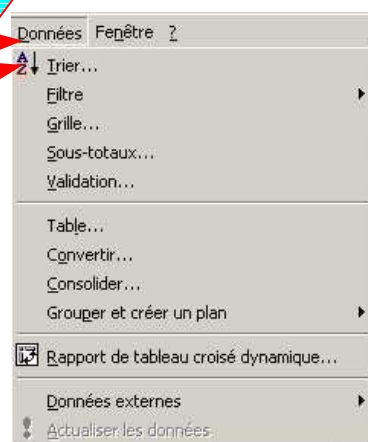 Données Fenêtre ?
Trier...
Filtre
Grille...
Sous-totaux...
Validation...
Table...
Convertir...
Consolider...
Grouper et créer un plan
Rapport de tableau croisé dynamique...
Données externes
Actualiser les données